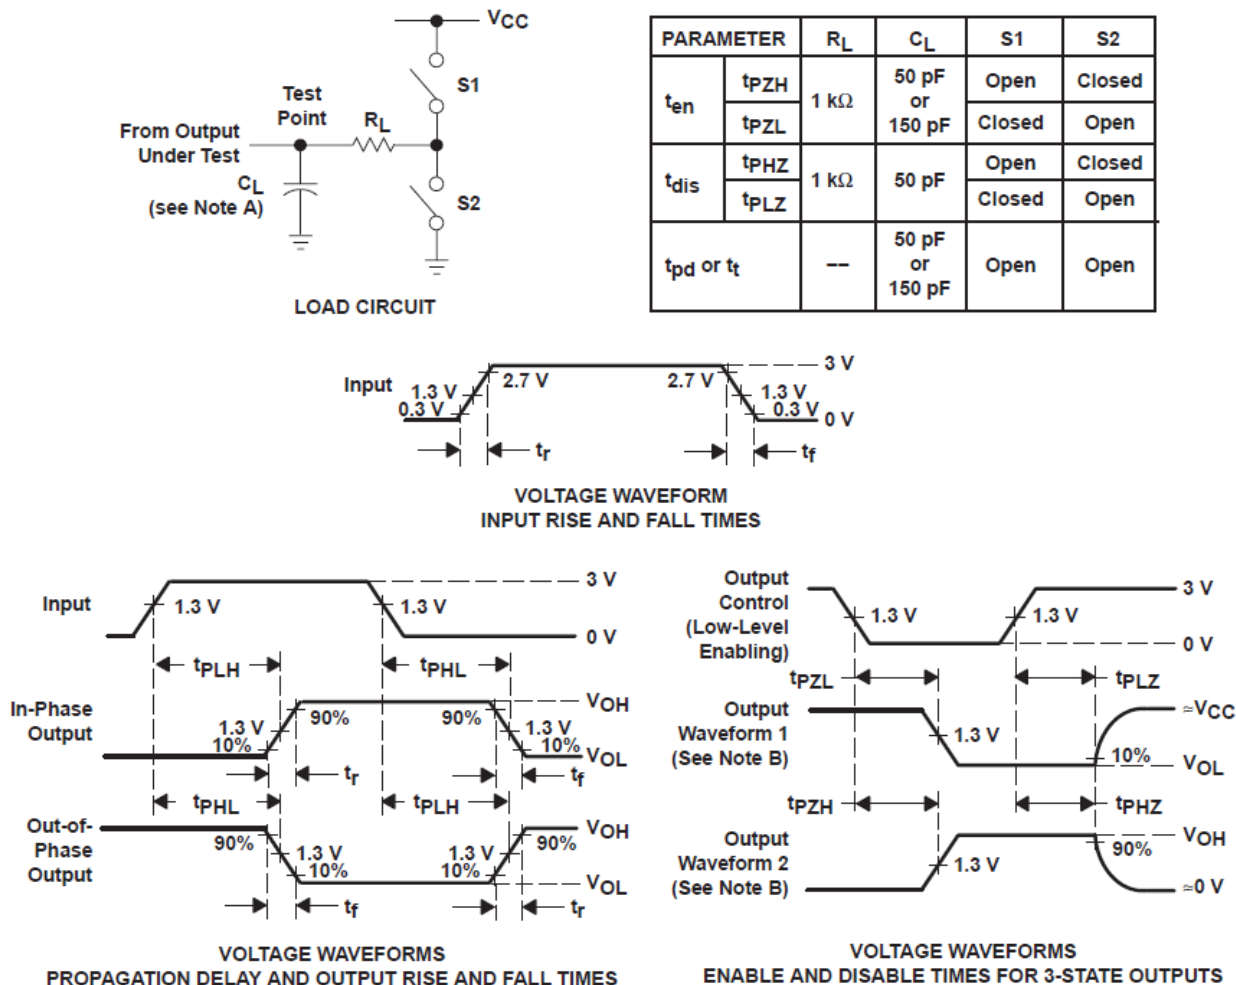 VCC
S1
Test
Point
RL
From Output
Under Test
CL
(see Note A)
S2
LOAD CIRCUIT
PARAMETER RL CL S1 S2
ten tPZH 1 kΩ 50 pF or 150 pF Open Closed
tPZL Closed Open
tdis tPHZ 1 kΩ 50 pF Open Closed
tPLZ Closed Open
tpd or tt −− 50 pF or 150 pF Open Open
Input
1.3 V
0.3 V
2.7 V
2.7 V
3 V
1.3 V
0.3 V
0 V
tr
tf
VOLTAGE WAVEFORM
INPUT RISE AND FALL TIMES
Input
1.3 V
1.3 V
3 V
0 V
tPLH
tPHL
In-Phase
Output
1.3 V
10%
90%
90%
1.3 V
10%
VOH
VOL
tr
tf
tPHL
tPLH
Out-of-
Phase
Output
90%
1.3 V
10%
1.3 V
10%
90%
VOH
VOL
tf
tr
VOLTAGE WAVEFORMS
PROPAGATION DELAY AND OUTPUT RISE AND FALL TIMES
Output
Control
(Low-Level
Enabling)
1.3 V
1.3 V
3 V
0 V
tPZL
tPLZ
Output
Waveform 1
(See Note B)
1.3 V
≈VCC
10%
VOL
tPZH
tPHZ
Output
Waveform 2
(See Note B)
1.3 V
VOH
90%
≈0 V
VOLTAGE WAVEFORMS
ENABLE AND DISABLE TIMES FOR 3-STATE OUTPUTS